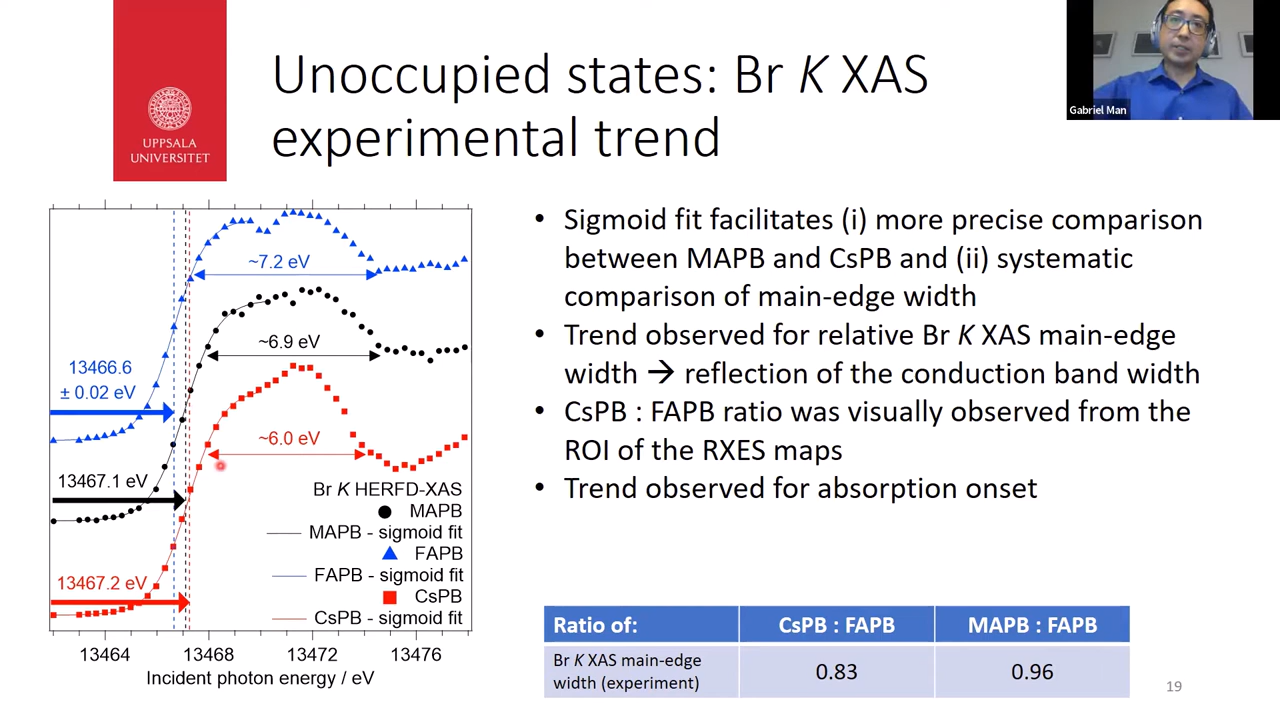 UPPSALA
UNIVERSITET
Unoccupied states: Br K XAS
experimental trend
Gabriel Man
~7.2 eV
~6.9 eV
~6.0 eV
13466.6
± 0.02 eV
13467.1 eV
13467.2 eV
Br K HERFD-XAS
MAPB
MAPB - sigmoid fit
FAPB
FAPB - sigmoid fit
CsPB
CsPB - sigmoid fit
13464 13468 13472 13476
Incident photon energy / eV
• Sigmoid fit facilitates (i) more precise comparison
between MAPB and CsPB and (ii) systematic
comparison of main-edge width
• Trend observed for relative Br K XAS main-edge
width → reflection of the conduction band width
• CsPB : FAPB ratio was visually observed from the
ROI of the RXES maps
• Trend observed for absorption onset
Ratio of: CsPB : FAPB MAPB : FAPB
Br K XAS main-edge
width (experiment) 0.83 0.96
19